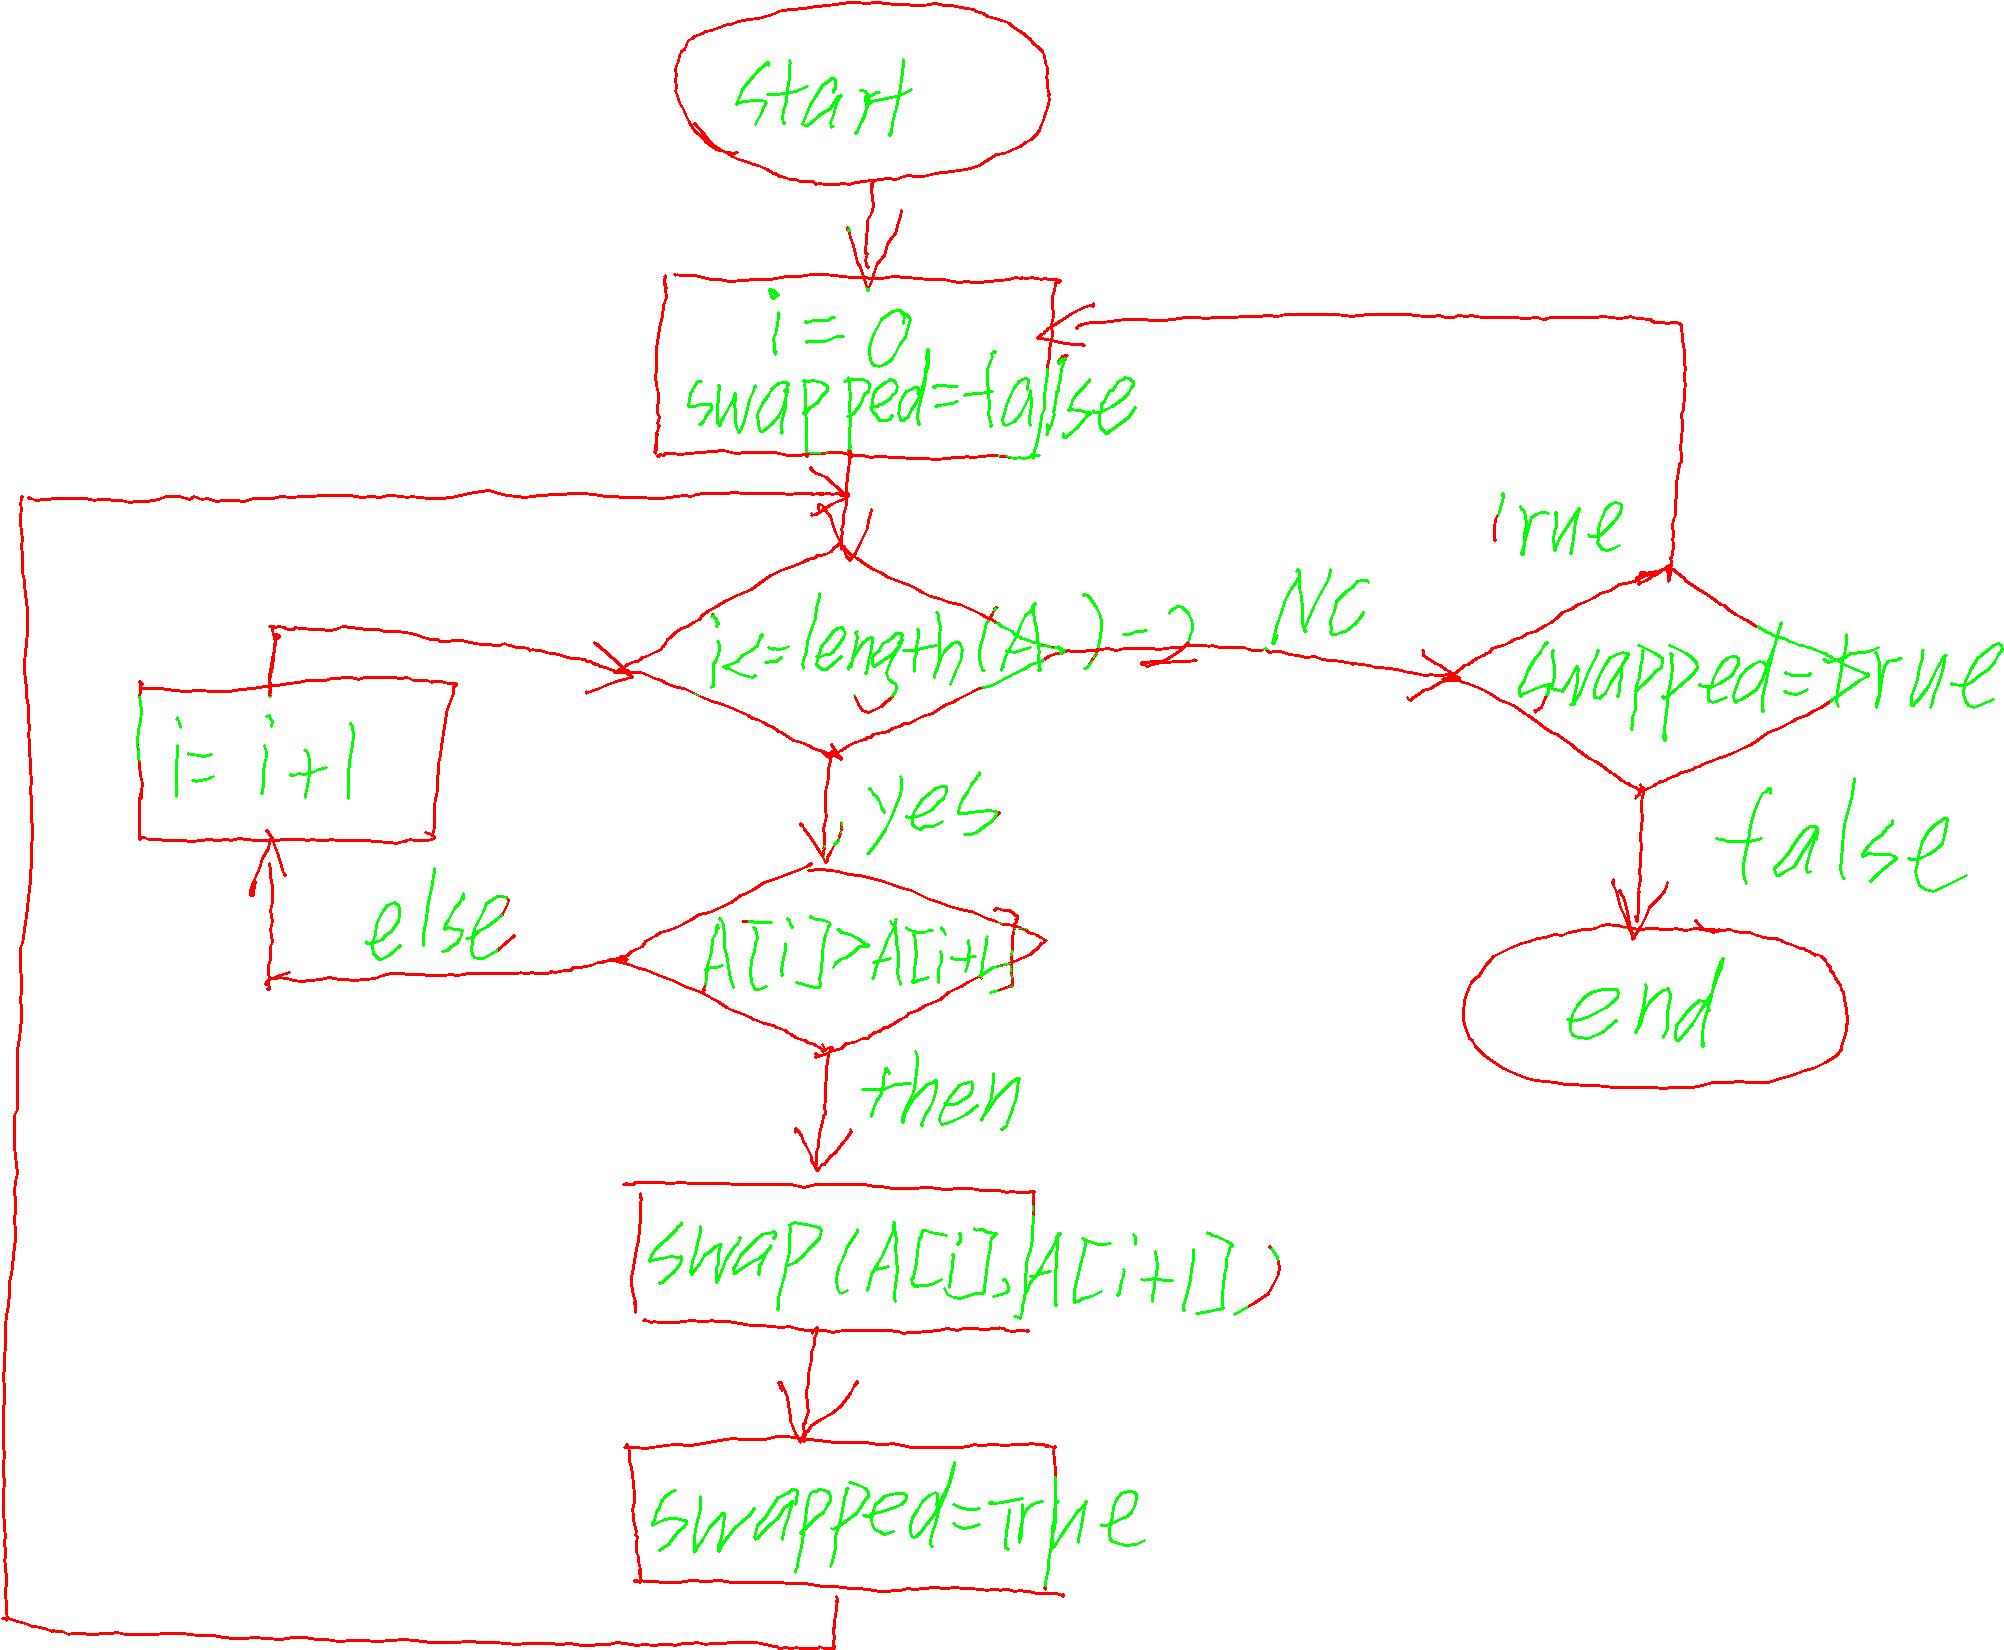 start
i=0
swapped=false
i<=length(A)-2
No
yes
True
swapped=true
false
end
i=i+1
else
A[i]>A[i+1]
then
swap(A[i],A[i+1])
swapped=True